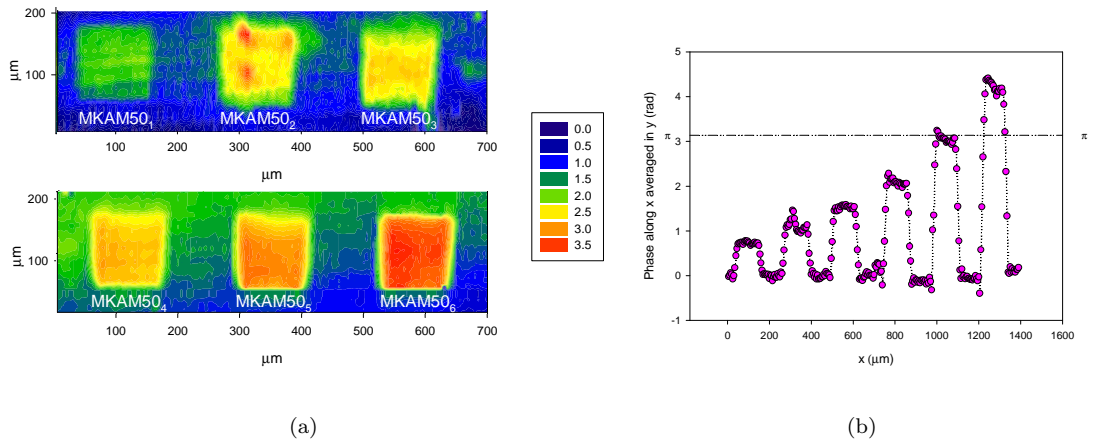 200
100
μm
MKAM50₁ MKAM50₂ MKAM50₃
100 200 300 400 500 600 700
μm
200
100
μm
MKAM50₄ MKAM50₅ MKAM50₆
100 200 300 400 500 600 700
μm
0.0
0.5
1.0
1.5
2.0
2.5
3.0
3.5
(a)
5
4
3
2
1
0
-1
π
π
Phase along x averaged in y (rad)
0 200 400 600 800 1000 1200 1400 1600
x (μm)
(b)